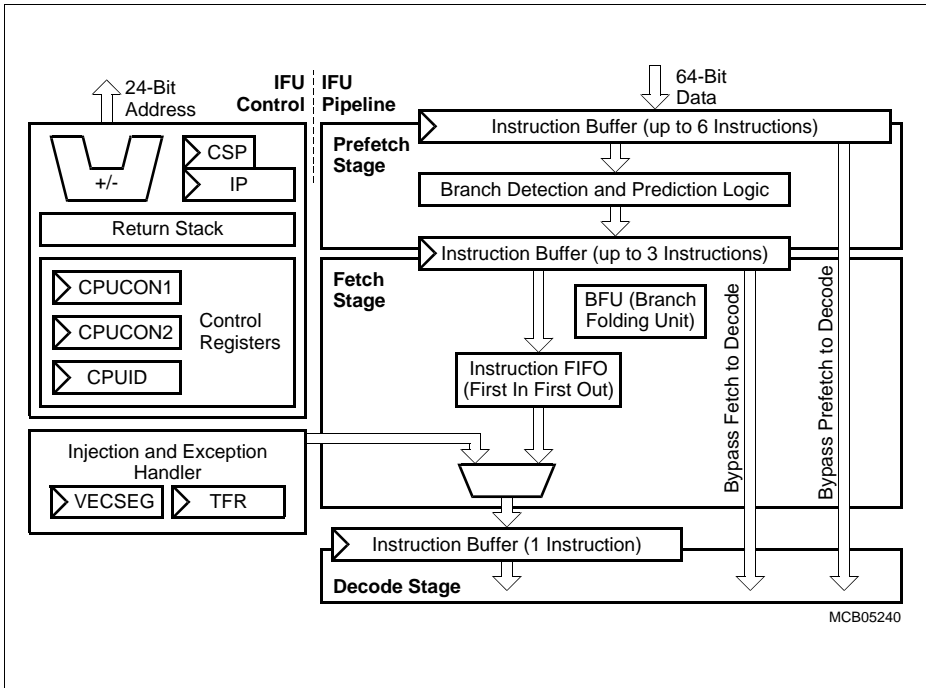 24-Bit
Address
IFU
Control
IFU
Pipeline
64-Bit
Data
+/-
CSP
IP
Return Stack
CPUCON1
CPUCON2
CPUID
Control
Registers
Injection and Exception
Handler
VECSEG
TFR
Prefetch
Stage
Instruction Buffer (up to 6 Instructions)
Branch Detection and Prediction Logic
Instruction Buffer (up to 3 Instructions)
Fetch
Stage
BFU (Branch
Folding Unit)
Instruction FIFO
(First In First Out)
Bypass Fetch to Decode
Bypass Prefetch to Decode
Instruction Buffer (1 Instruction)
Decode Stage
MCB05240